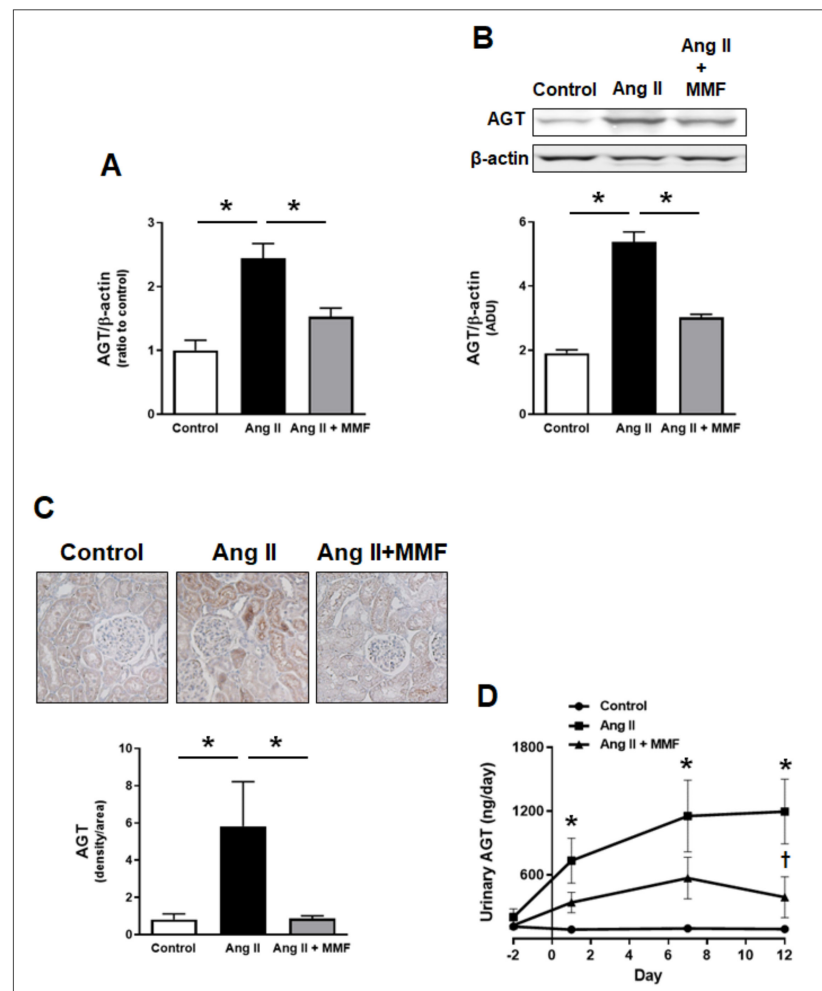 A
*
*
3
2
1
0
AGT/β-actin
(ratio to control)
Control
Ang II
Ang II + MMF
B
Control
Ang II
Ang II
+
MMF
AGT
β-actin
*
*
6
4
2
0
AGT/β-actin
(ADU)
Control
Ang II
Ang II + MMF
C
Control
Ang II
Ang II+MMF
*
*
10
8
6
4
2
0
AGT
(density/area)
Control
Ang II
Ang II + MMF
D
Control
Ang II
Ang II + MMF
1800
1200
600
Urinary AGT (ng/day)
*
*
*
†
-2 0 2 4 6 8 10 12
Day